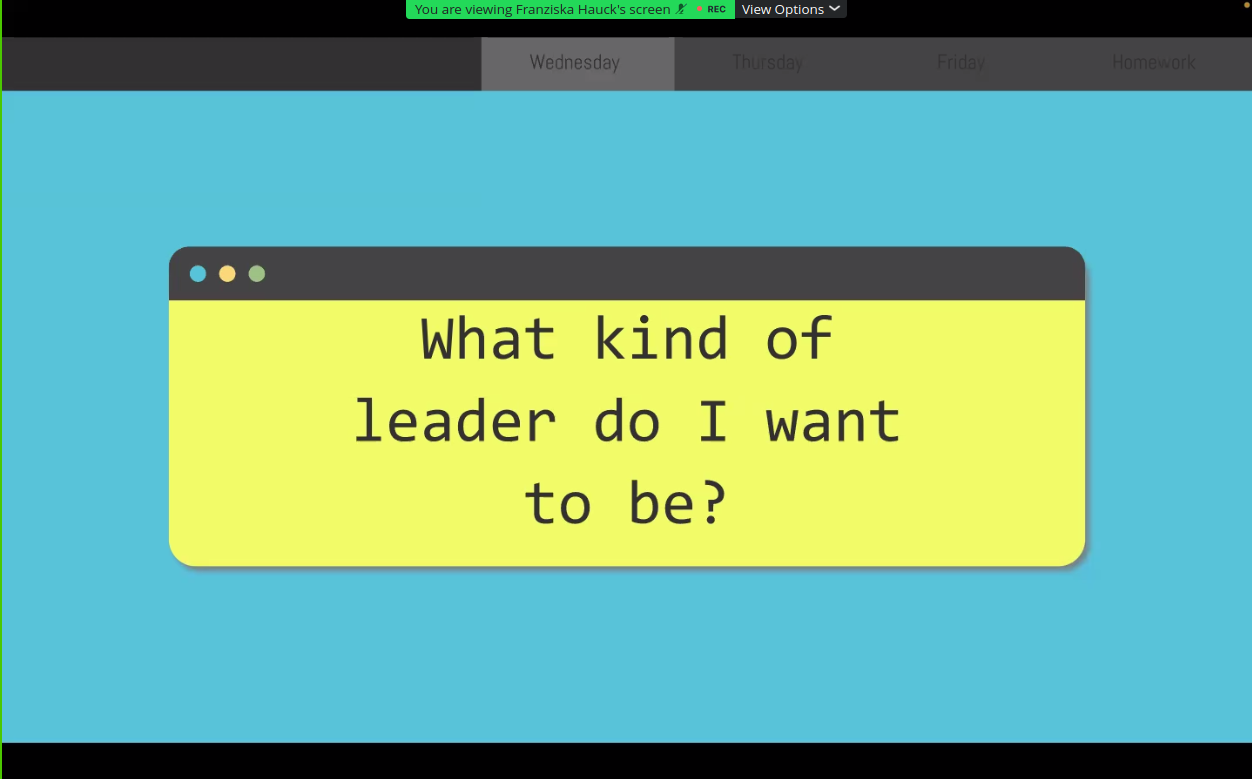 You are viewing Franziska Hauck's screen REC View Options
Wednesday Thursday Friday Homework
What kind of
leader do I want
to be?